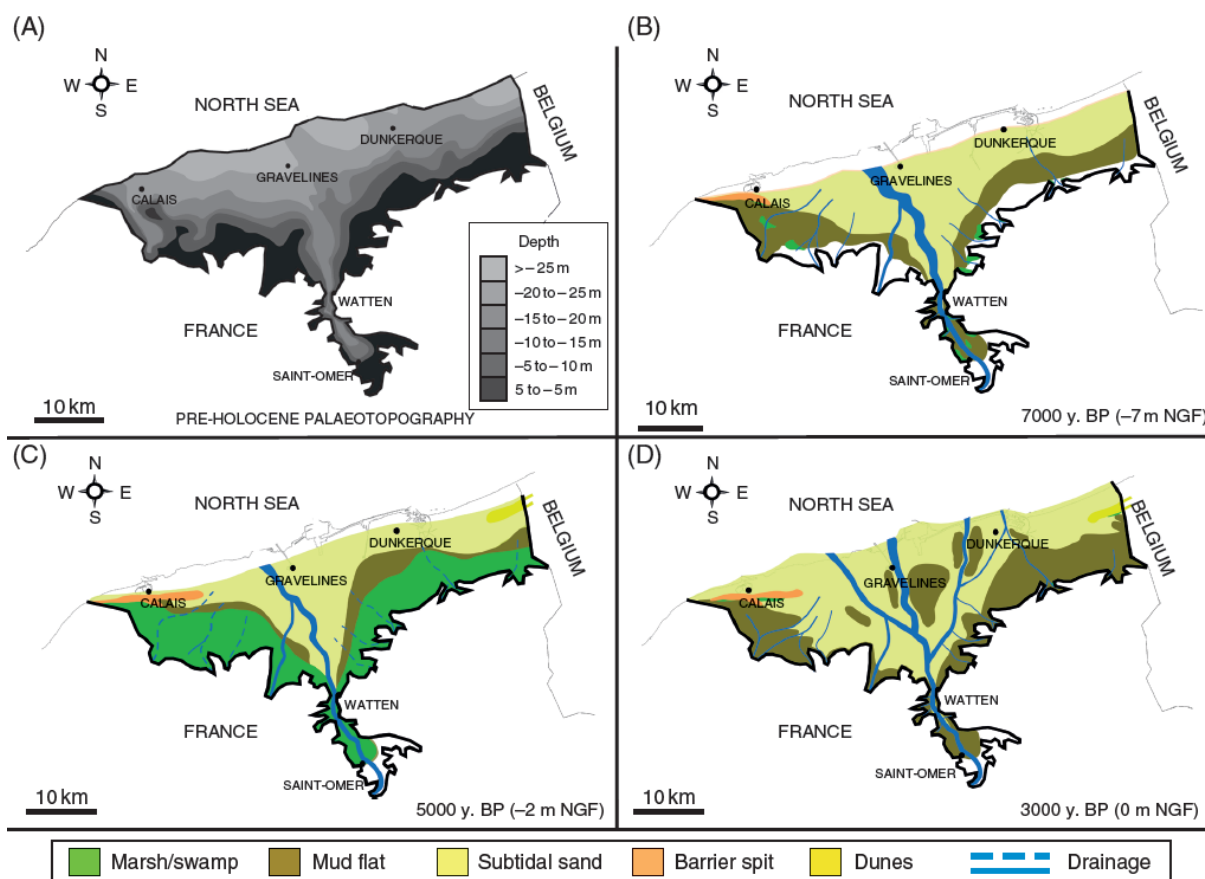 (A)
N
W E
S
NORTH SEA
BELGIUM
DUNKERQUE
GRAVELINES
CALAIS
WATTEN
FRANCE
SAINT-OMER
Depth
>–25 m
–20 to –25 m
–15 to –20 m
–10 to –15 m
–5 to –10 m
5 to –5 m
10 km
PRE-HOLOCENE PALAEOTOPOGRAPHY
(B)
N
W E
S
NORTH SEA
BELGIUM
DUNKERQUE
GRAVELINES
CALAIS
WATTEN
FRANCE
SAINT-OMER
10 km
7000 y. BP (–7 m NGF)
(C)
N
W E
S
NORTH SEA
BELGIUM
DUNKERQUE
GRAVELINES
CALAIS
WATTEN
FRANCE
SAINT-OMER
10 km
5000 y. BP (–2 m NGF)
(D)
N
W E
S
NORTH SEA
BELGIUM
DUNKERQUE
GRAVELINES
CALAIS
WATTEN
FRANCE
SAINT-OMER
10 km
3000 y. BP (0 m NGF)
Marsh/swamp Mud flat Subtidal sand Barrier spit Dunes Drainage